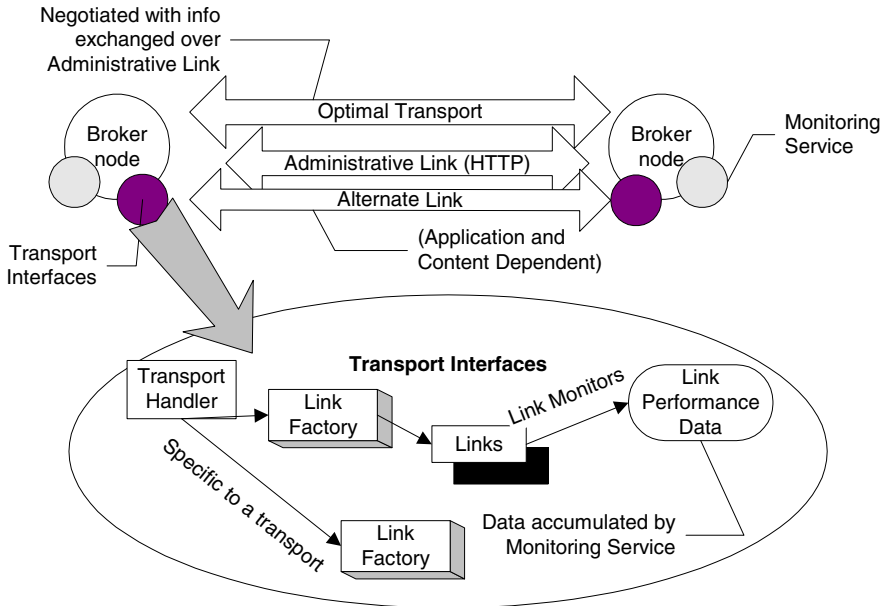 Negotiated with info
exchanged over
Administrative Link
Optimal Transport
Broker
node
Administrative Link (HTTP)
Broker
node
Monitoring
Service
Alternate Link
Transport
Interfaces
(Application and
Content Dependent)
Transport Interfaces
Transport
Handler
Link
Factory
Links
Link Monitors
Link
Performance
Data
Specific to a transport
Link
Factory
Data accumulated by
Monitoring Service